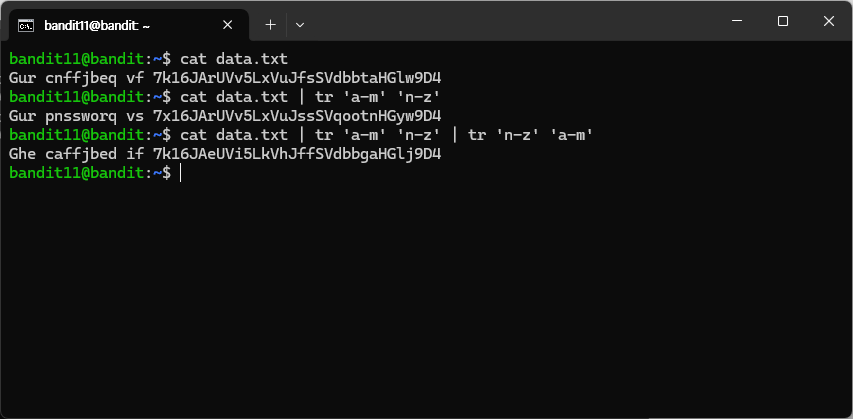 bandit11@bandit: ~
bandit11@bandit:~$ cat data.txt
Gur cnffjbeq vf 7k16JArUVv5LxVuJfsSVdbbtaHGlw9D4
bandit11@bandit:~$ cat data.txt | tr 'a-m' 'n-z'
Gur pnssworq vs 7x16JArUVv5LxVuJssSVqootnHGyw9D4
bandit11@bandit:~$ cat data.txt | tr 'a-m' 'n-z' | tr 'n-z' 'a-m'
Ghe caffjbed if 7k16JAeUVi5LkVhJffSVdbbgaHGlj9D4
bandit11@bandit:~$